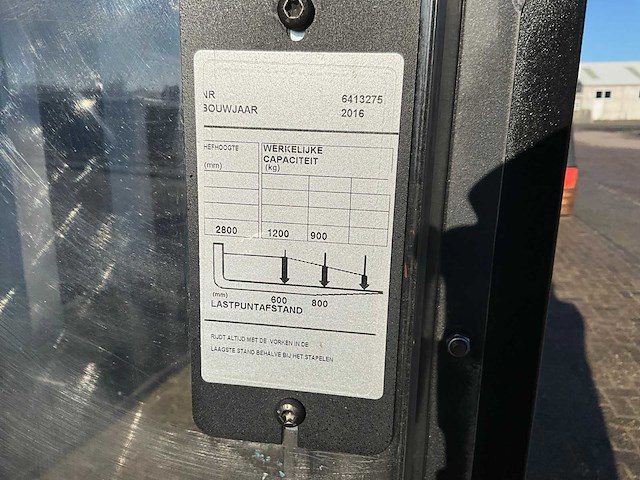 NR 6413275
BOUWJAAR 2016
HEFHOOGTE WERKELIJKE
CAPACITEIT
(mm) (kg)
2800 1200 900
(mm) 600 800
LASTPUNTAFSTAND
RIJDT ALTIJD MET DE VORKEN IN DE
LAAGSTE STAND BEHALVE BIJ HET STAPELEN